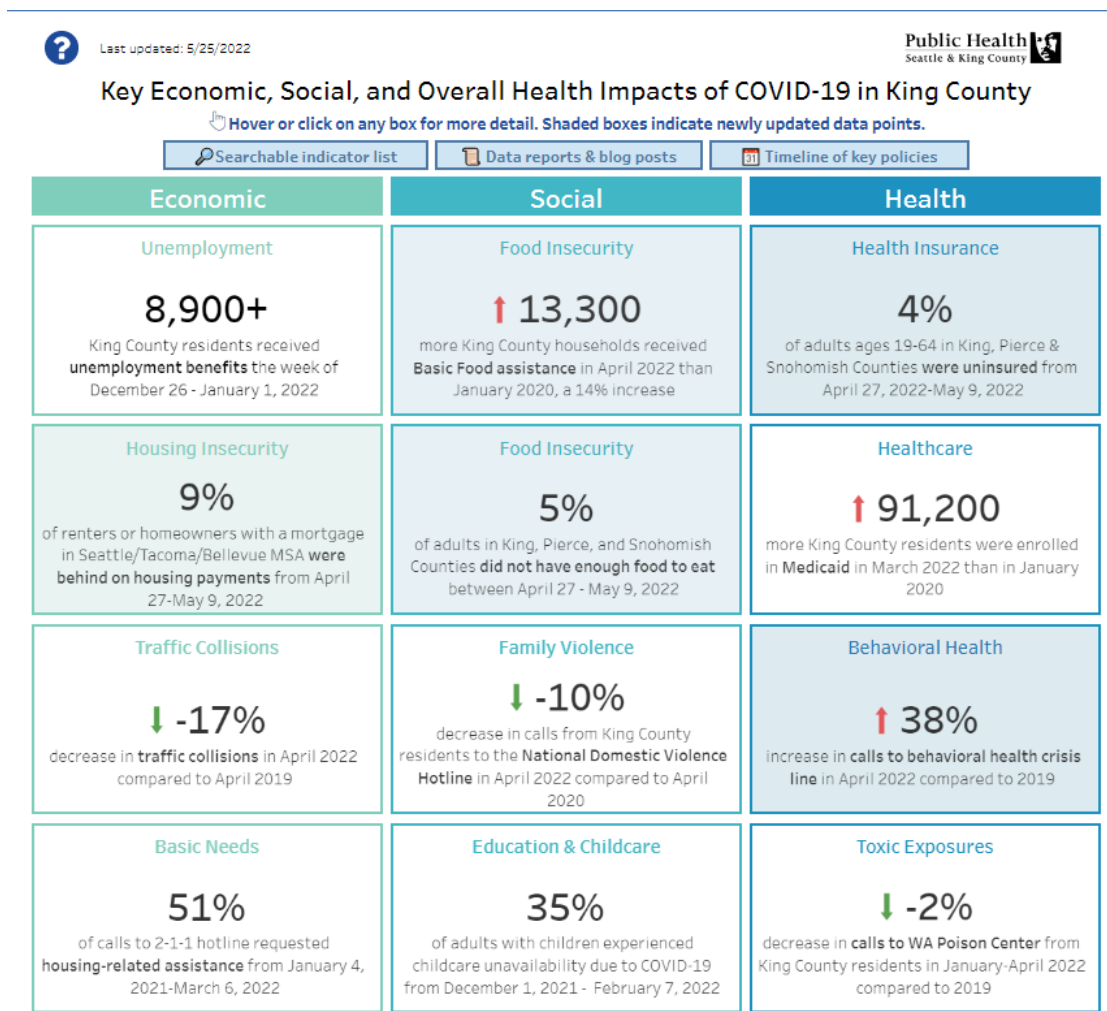 ?
Last updated: 5/25/2022
Public Health
Seattle & King County
Key Economic, Social, and Overall Health Impacts of COVID-19 in King County
Hover or click on any box for more detail. Shaded boxes indicate newly updated data points.
Searchable indicator list
Data reports & blog posts
31 Timeline of key policies
Economic
Social
Health
Unemployment
8,900+
King County residents received
unemployment benefits the week of
December 26 - January 1, 2022
Food Insecurity
13,300
more King County households received
Basic Food assistance in April 2022 than
January 2020, a 14% increase
Health Insurance
4%
of adults ages 19-64 in King, Pierce &
Snohomish Counties were uninsured from
April 27, 2022-May 9, 2022
Housing Insecurity
9%
of renters or homeowners with a mortgage
in Seattle/Tacoma/Bellevue MSA were
behind on housing payments from April
27-May 9, 2022
Food Insecurity
5%
of adults in King, Pierce, and Snohomish
Counties did not have enough food to eat
between April 27 - May 9, 2022
Healthcare
91,200
more King County residents were enrolled
in Medicaid in March 2022 than in January
2020
Traffic Collisions
-17%
decrease in traffic collisions in April 2022
compared to April 2019
Family Violence
-10%
decrease in calls from King County
residents to the National Domestic Violence
Hotline in April 2022 compared to April
2020
Behavioral Health
38%
increase in calls to behavioral health crisis
line in April 2022 compared to 2019
Basic Needs
51%
of calls to 2-1-1 hotline requested
housing-related assistance from January 4,
2021-March 6, 2022
Education & Childcare
35%
of adults with children experienced
childcare unavailability due to COVID-19
from December 1, 2021 - February 7, 2022
Toxic Exposures
-2%
decrease in calls to WA Poison Center from
King County residents in January-April 2022
compared to 2019